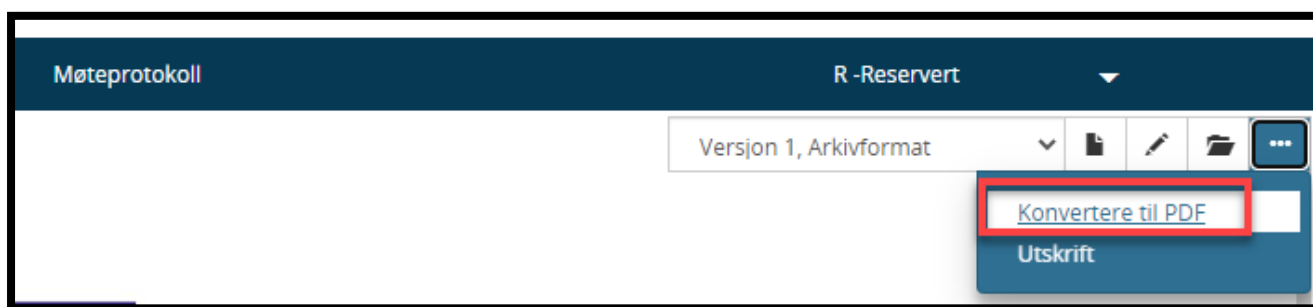 Møteprotokoll R -Reservert
Versjon 1, Arkivformat
Konvertere til PDF
Utskrift